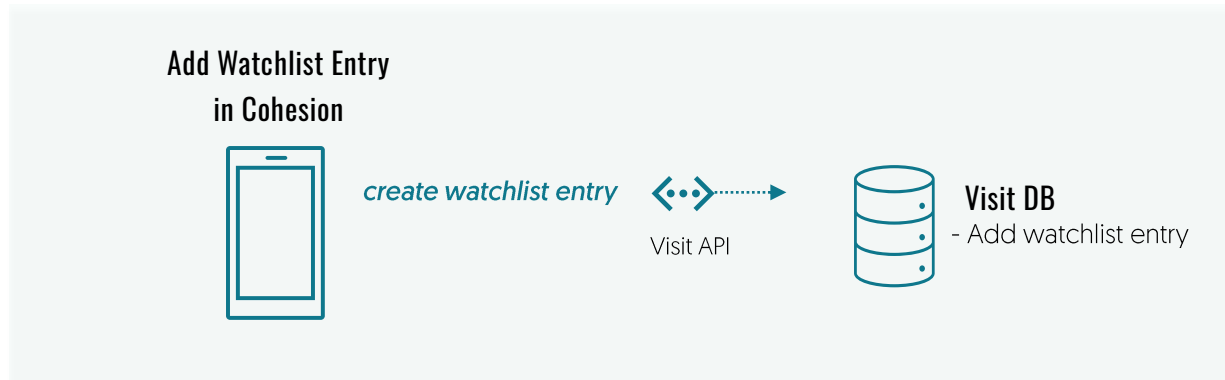 Add Watchlist Entry
in Cohesion
create watchlist entry
Visit API
Visit DB
- Add watchlist entry